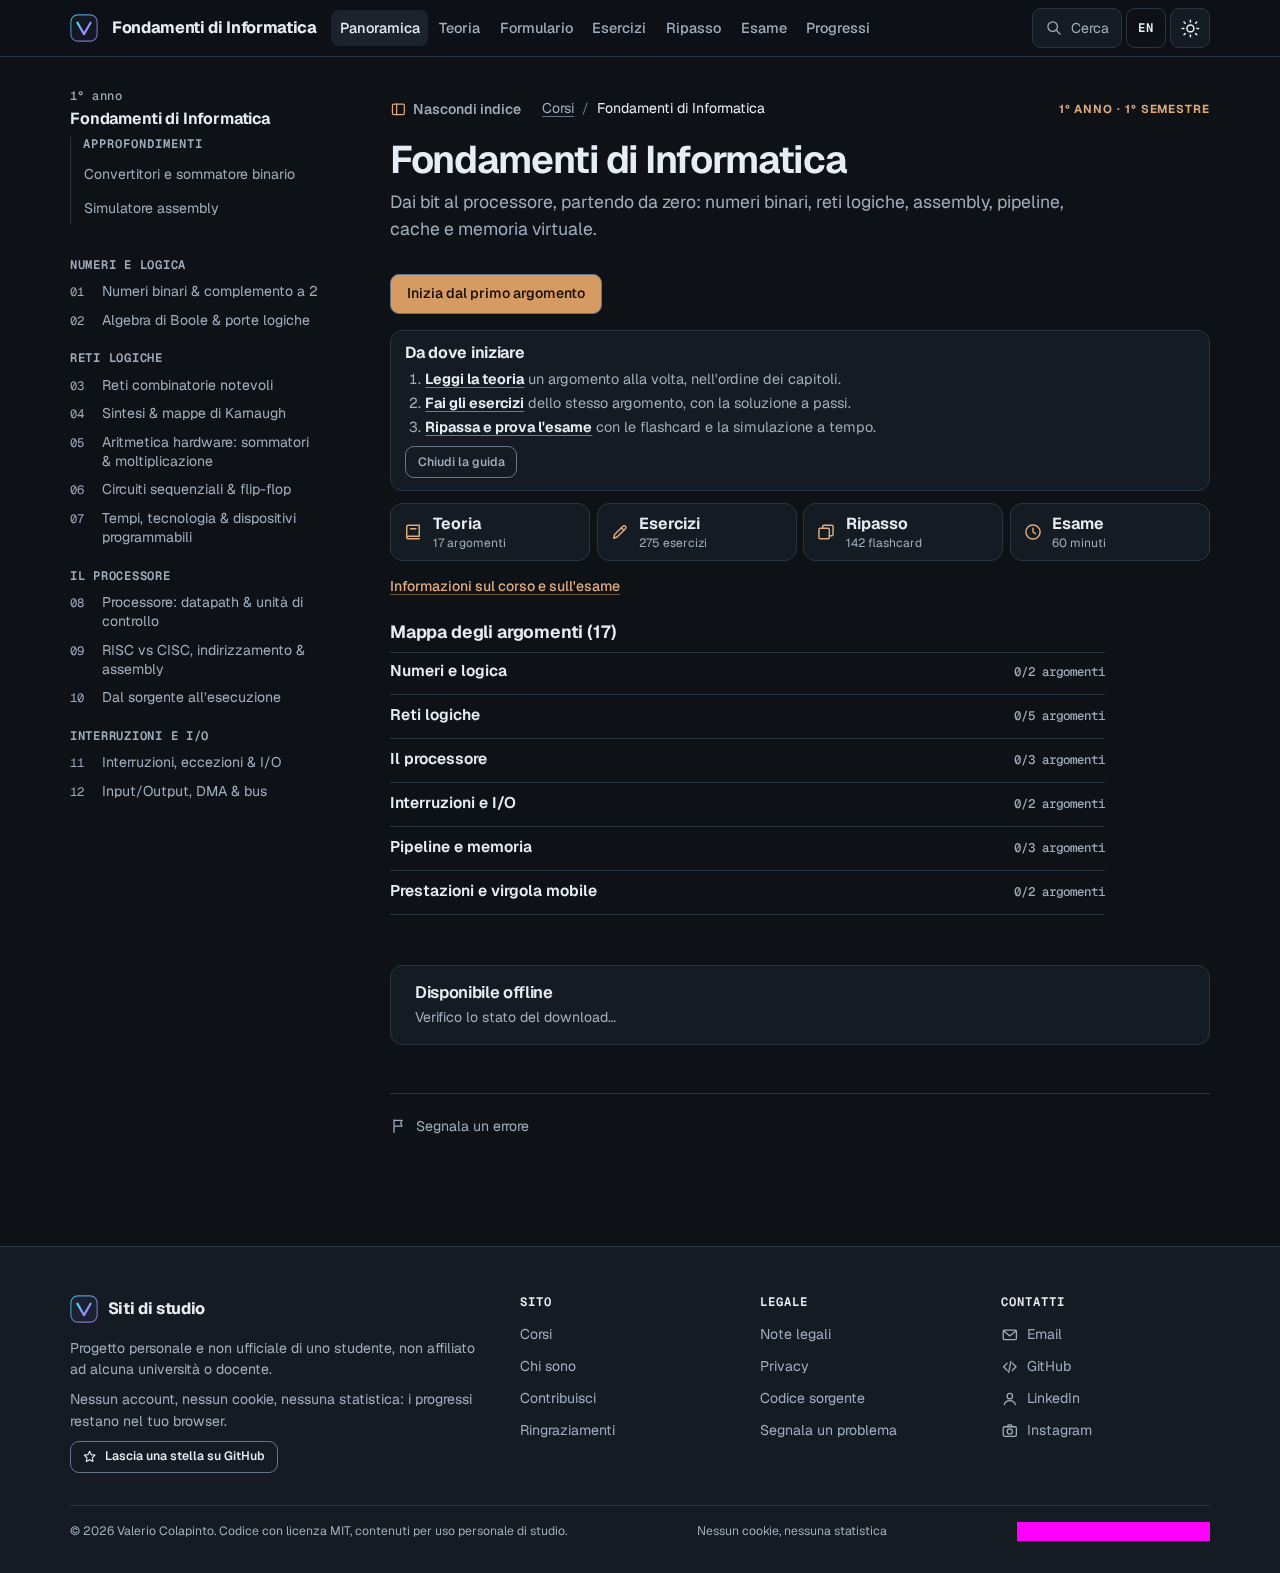 Fondamenti di Informatica
Panoramica
Teoria
Formulario
Esercizi
Ripasso
Esame
Progressi
Cerca
EN
1° anno
Fondamenti di Informatica
APPROFONDIMENTI
Convertitori e sommatore binario
Simulatore assembly
NUMERI E LOGICA
01 Numeri binari & complemento a 2
02 Algebra di Boole & porte logiche
RETI LOGICHE
03 Reti combinatorie notevoli
04 Sintesi & mappe di Karnaugh
05 Aritmetica hardware: sommatori
& moltiplicazione
06 Circuiti sequenziali & flip-flop
07 Tempi, tecnologia & dispositivi
programmabili
IL PROCESSORE
08 Processore: datapath & unità di
controllo
09 RISC vs CISC, indirizzamento &
assembly
10 Dal sorgente all'esecuzione
INTERRUZIONI E I/O
11 Interruzioni, eccezioni & I/O
12 Input/Output, DMA & bus
Nascondi indice
Corsi / Fondamenti di Informatica
1° ANNO · 1° SEMESTRE
Fondamenti di Informatica
Dai bit al processore, partendo da zero: numeri binari, reti logiche, assembly, pipeline,
cache e memoria virtuale.
Inizia dal primo argomento
Da dove iniziare
1. Leggi la teoria un argomento alla volta, nell'ordine dei capitoli.
2. Fai gli esercizi dello stesso argomento, con la soluzione a passi.
3. Ripassa e prova l'esame con le flashcard e la simulazione a tempo.
Chiudi la guida
Teoria
17 argomenti
Esercizi
275 esercizi
Ripasso
142 flashcard
Esame
60 minuti
Informazioni sul corso e sull'esame
Mappa degli argomenti (17)
Numeri e logica 0/2 argomenti
Reti logiche 0/5 argomenti
Il processore 0/3 argomenti
Interruzioni e I/O 0/2 argomenti
Pipeline e memoria 0/3 argomenti
Prestazioni e virgola mobile 0/2 argomenti
Disponibile offline
Verifico lo stato del download…
Segnala un errore
Siti di studio
Progetto personale e non ufficiale di uno studente, non affiliato
ad alcuna università o docente.
Nessun account, nessun cookie, nessuna statistica: i progressi
restano nel tuo browser.
Lascia una stella su GitHub
SITO
Corsi
Chi sono
Contribuisci
Ringraziamenti
LEGALE
Note legali
Privacy
Codice sorgente
Segnala un problema
CONTATTI
Email
GitHub
LinkedIn
Instagram
© 2026 Valerio Colapinto. Codice con licenza MIT, contenuti per uso personale di studio.
Nessun cookie, nessuna statistica